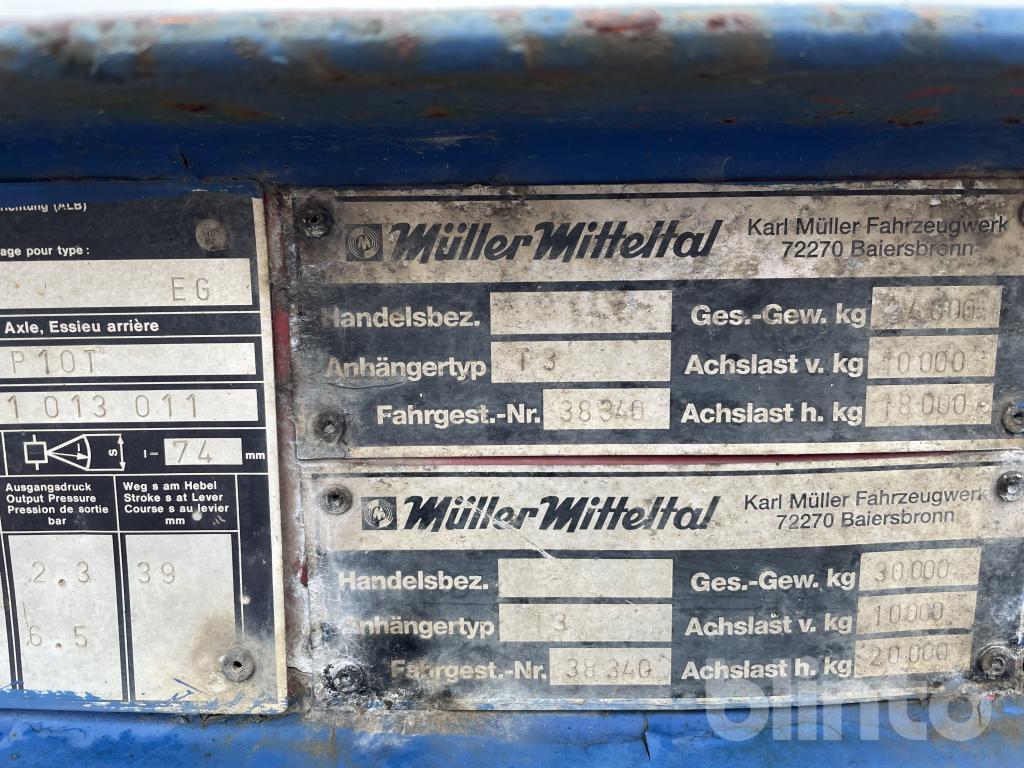 richtung (ALB)
age pour type :
EG
Axle, Essieu arrière
P10T
1 013 011
s
l- 74 mm
Ausgangsdruck
Output Pressure
Pression de sortie
bar
Weg s am Hebel
Stroke s at Lever
Course s au levier
mm
2.3 39
6.5
Müller Mitteltal
Karl Müller Fahrzeugwerk
72270 Baiersbronn
Handelsbez. Ges.-Gew. kg
Anhängertyp T3 Achslast v. kg 10000
Fahrgest.-Nr. 38340 Achslast h. kg 18000
Müller Mitteltal
Karl Müller Fahrzeugwerk
72270 Baiersbronn
Handelsbez. Ges.-Gew. kg 30000
Anhängertyp 3 Achslast v. kg 10000
Fahrgest.-Nr. 38340 Achslast h. kg 20000
blinto